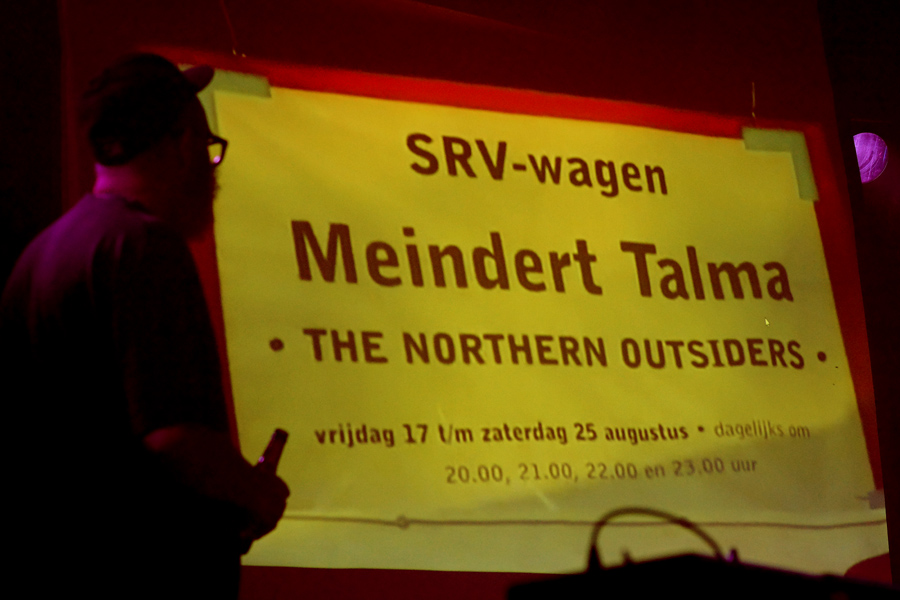 SRV-wagen
Meindert Talma
• THE NORTHERN OUTSIDERS •
vrijdag 17 t/m zaterdag 25 augustus • dagelijks om
20.00, 21.00, 22.00 en 23.00 uur